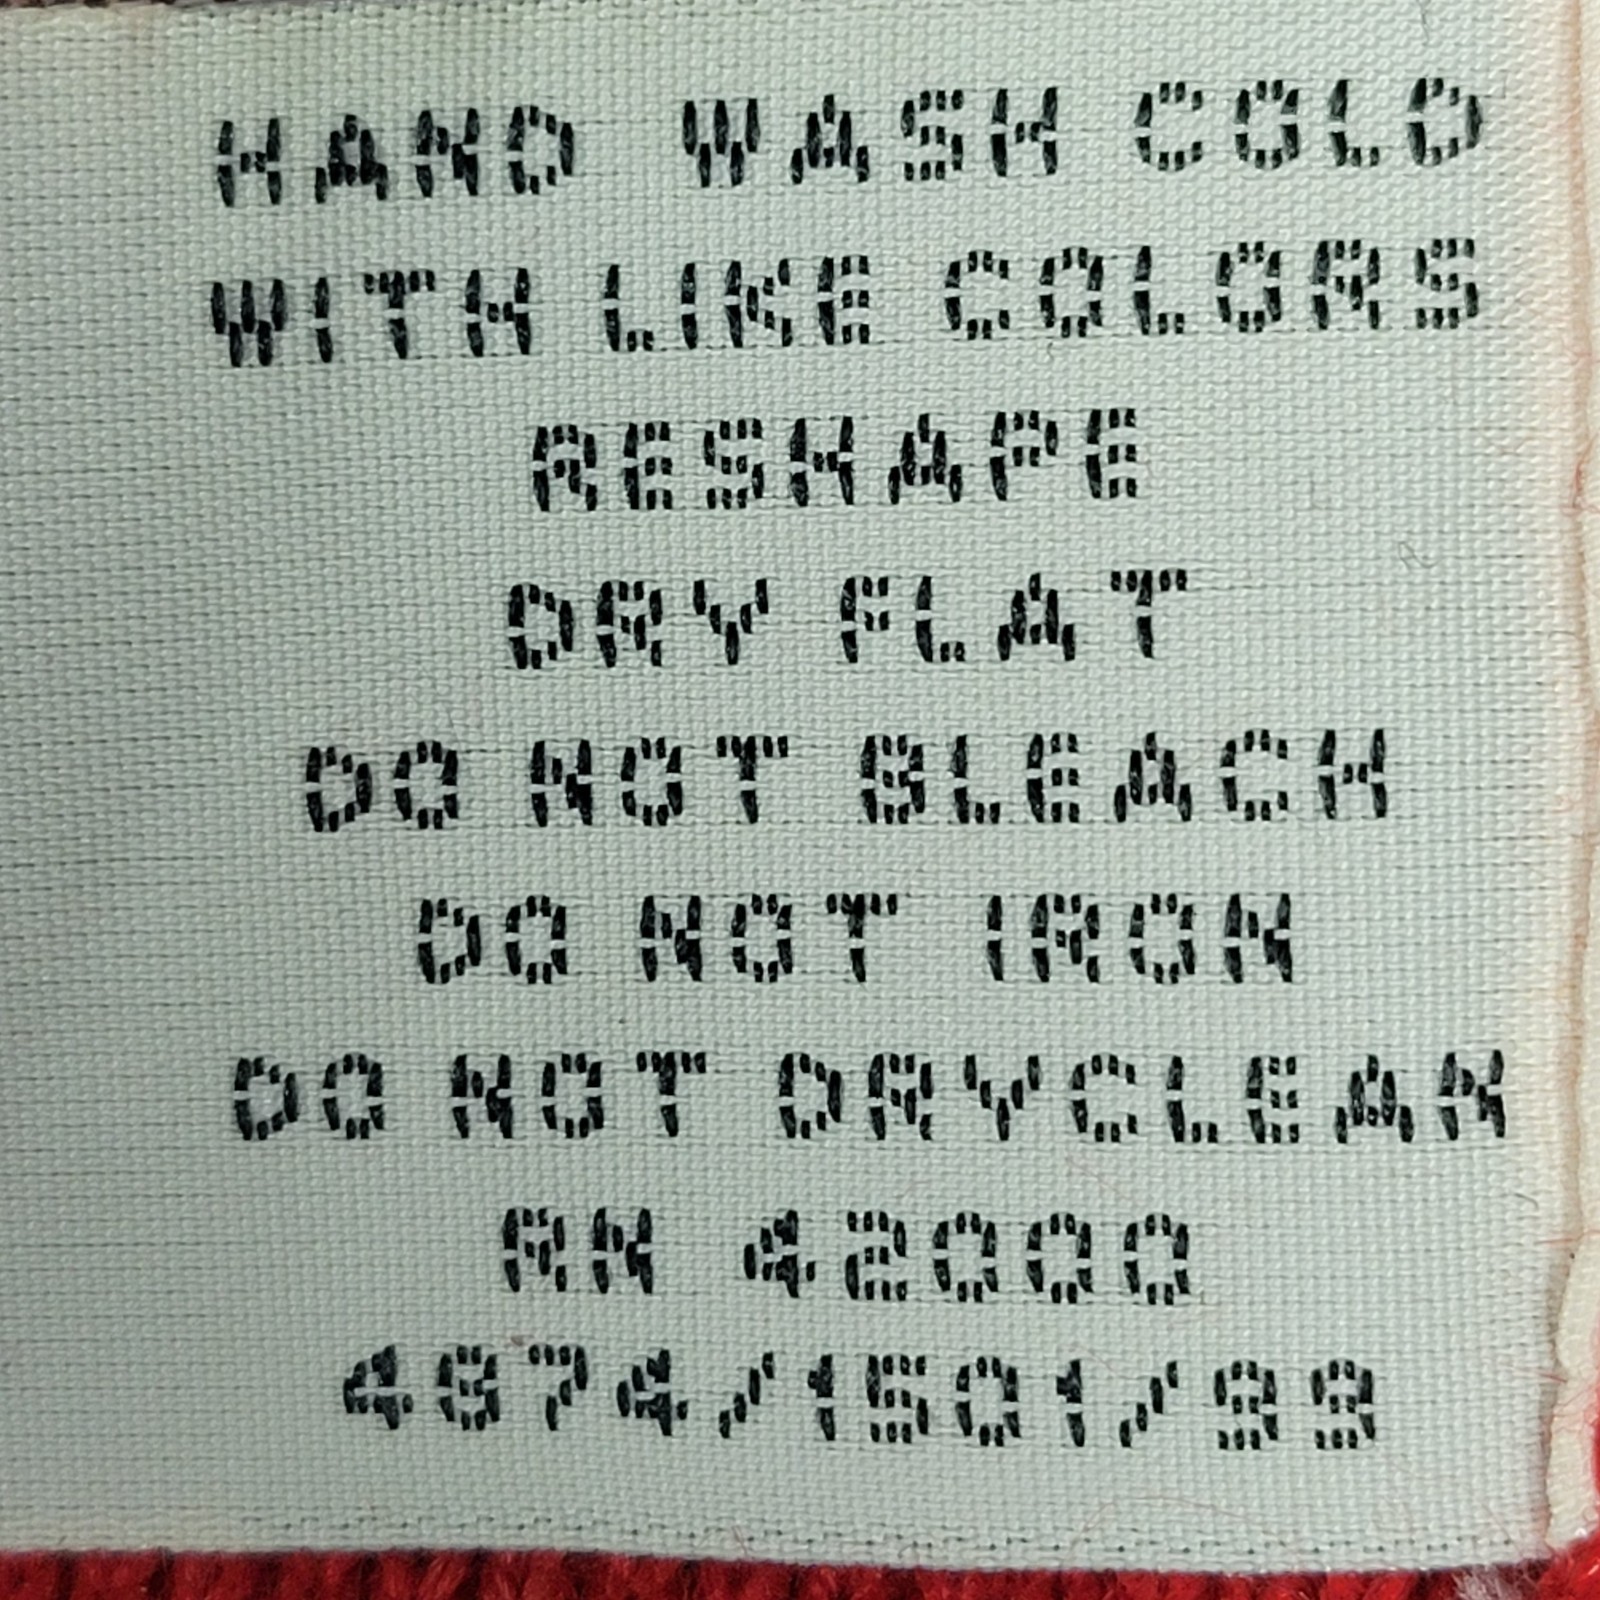 HAND WASH COLD
WITH LIKE COLORS
RESHAPE
DRY FLAT
DO NOT BLEACH
DO NOT IRON
DO NOT DRYCLEAN
RN 42000
4674/1501/99